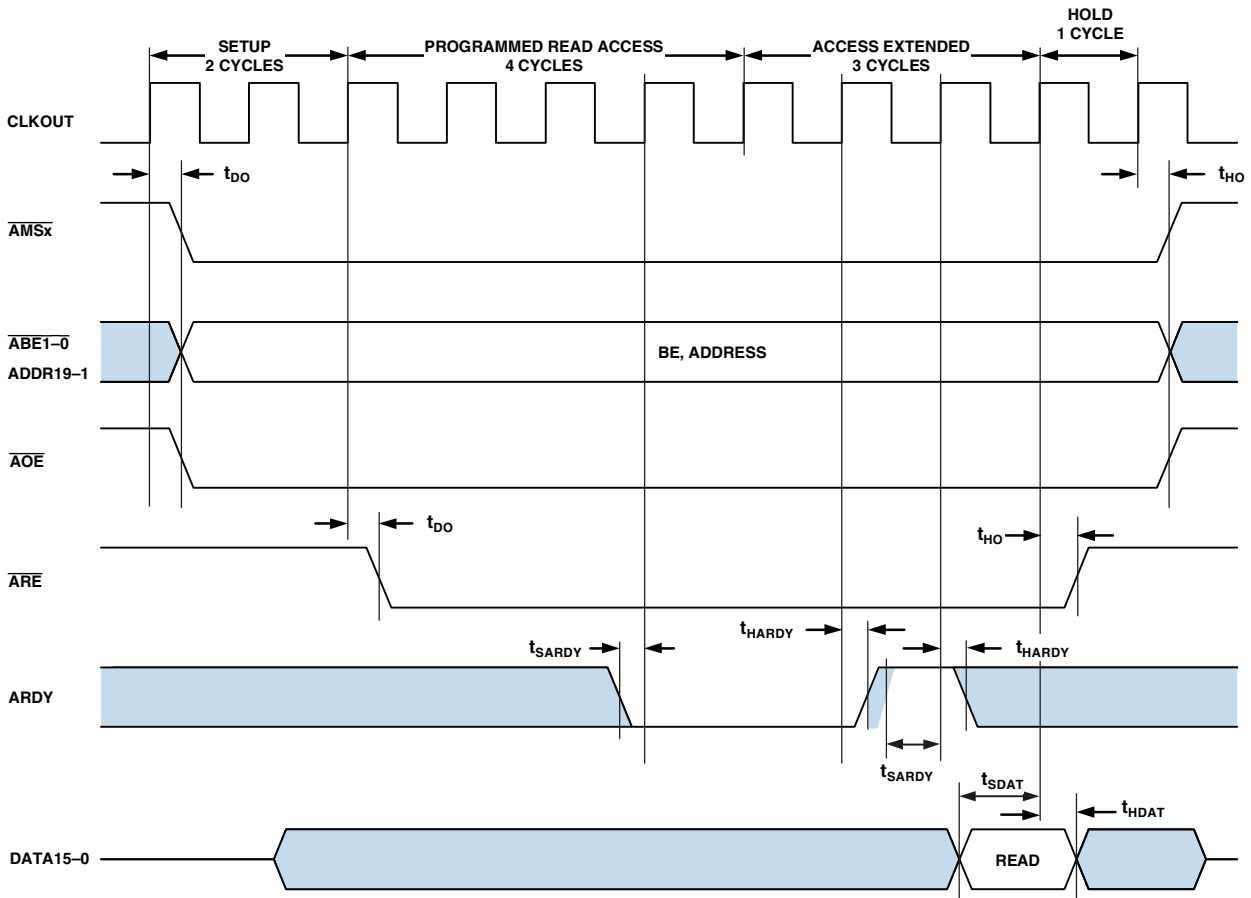 SETUP
2 CYCLES
PROGRAMMED READ ACCESS
4 CYCLES
ACCESS EXTENDED
3 CYCLES
HOLD
1 CYCLE
CLKOUT
tDO
tHO
AMSx
ABE1–0
ADDR19–1
BE, ADDRESS
AOE
tDO
tHO
ARE
tSARDY
tHARDY
tHARDY
ARDY
tSARDY
tSDAT
tHDAT
DATA15–0
READ